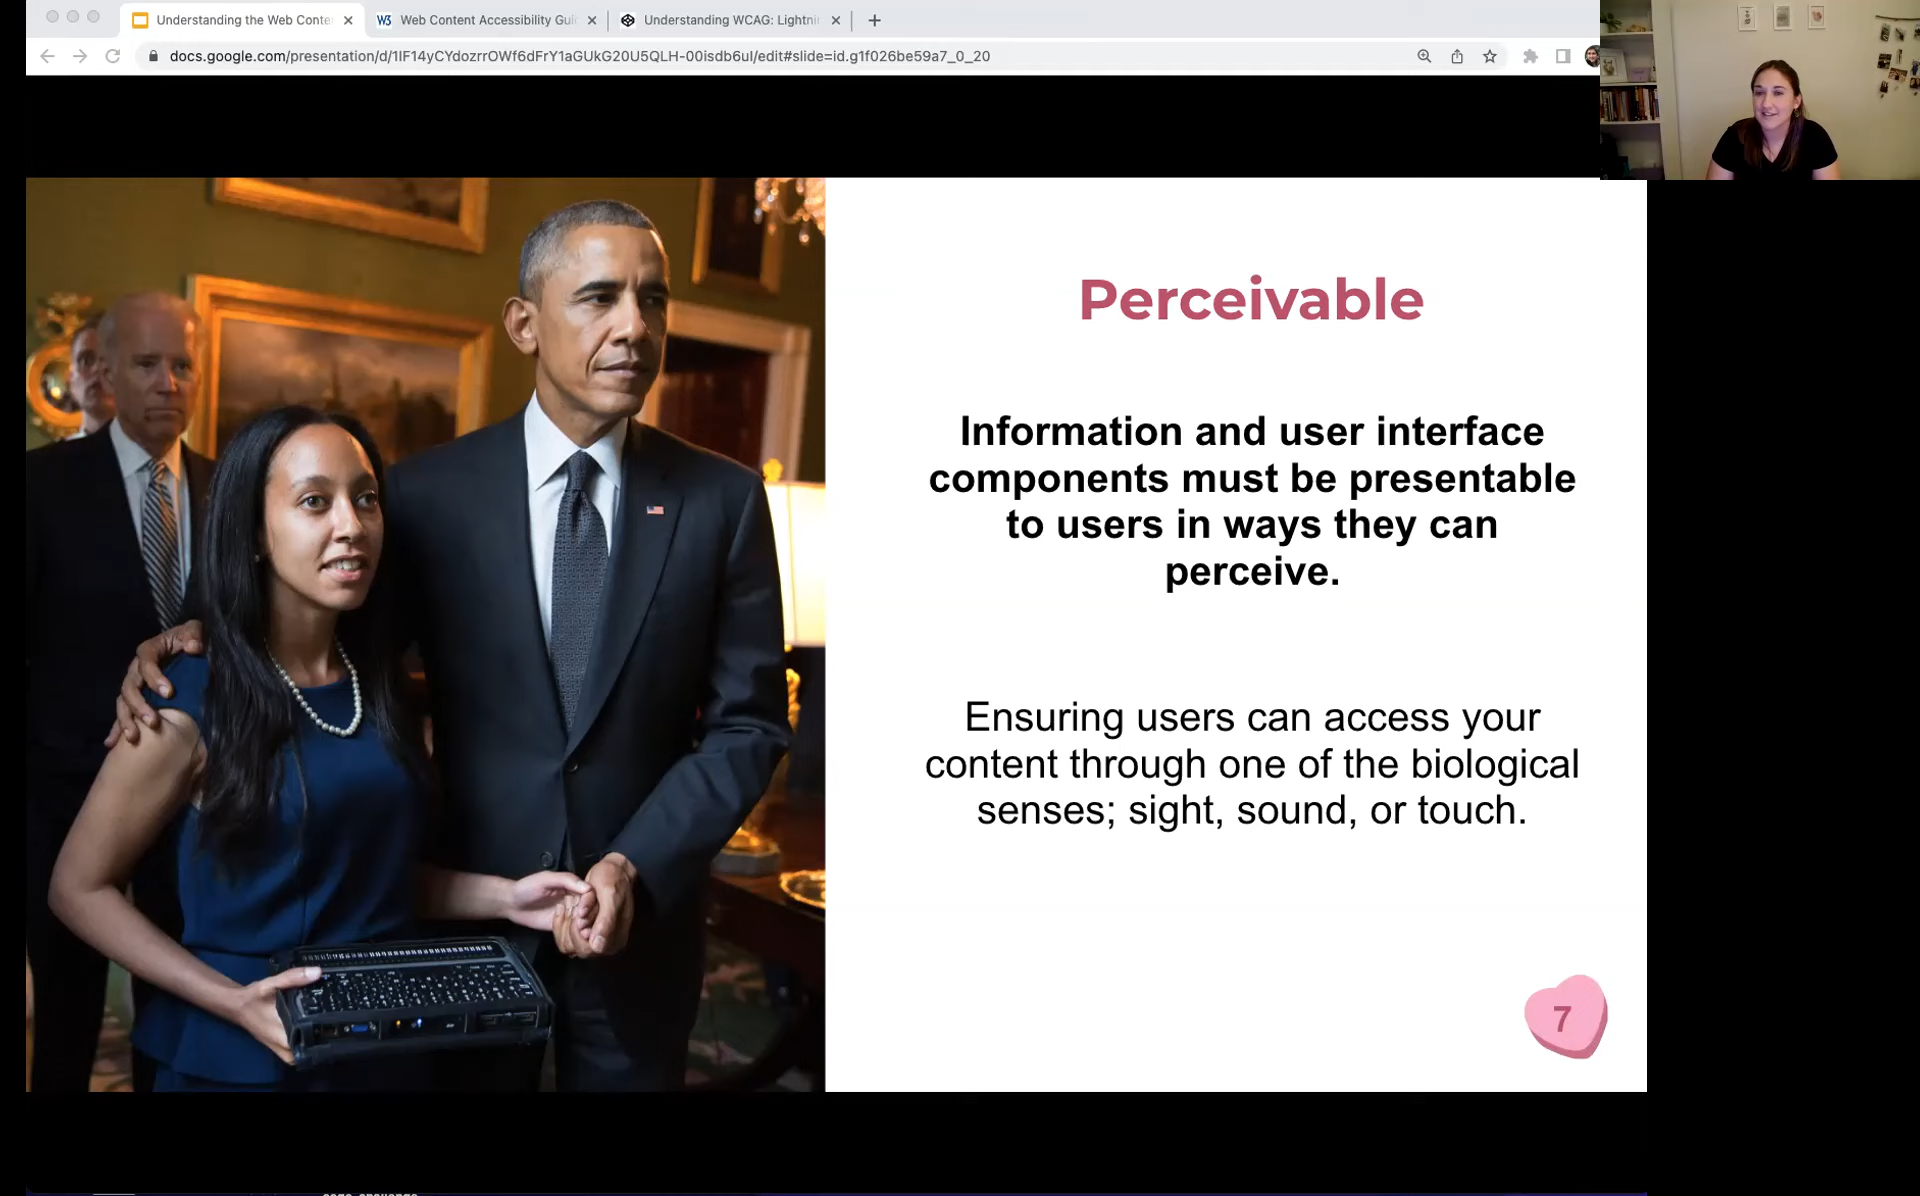 Understanding the Web Conte
Web Content Accessibility Gui
Understanding WCAG: Lightni
docs.google.com/presentation/d/1IF14yCYdozrrOWf6dFrY1aGUkG20U5QLH-00isdb6uI/edit#slide=id.g1f026be59a7_0_20
Perceivable
Information and user interface
components must be presentable
to users in ways they can
perceive.
Ensuring users can access your
content through one of the biological
senses; sight, sound, or touch.
7